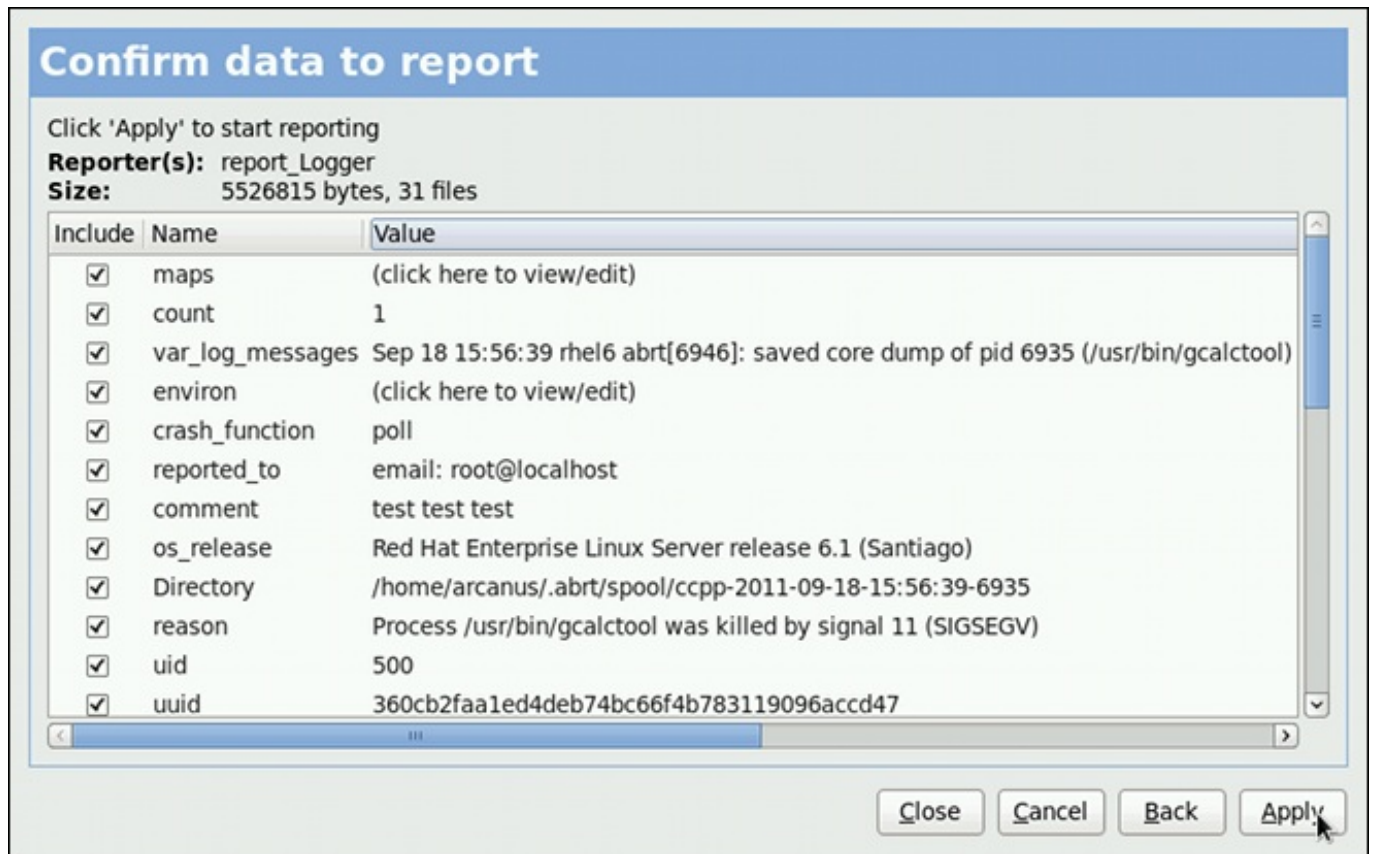 Confirm data to report
Click 'Apply' to start reporting
Reporter(s): report_Logger
Size: 5526815 bytes, 31 files
Include Name Value
maps (click here to view/edit)
count 1
var_log_messages Sep 18 15:56:39 rhel6 abrt[6946]: saved core dump of pid 6935 (/usr/bin/gcalctool)
environ (click here to view/edit)
crash_function poll
reported_to email: root@localhost
comment test test test
os_release Red Hat Enterprise Linux Server release 6.1 (Santiago)
Directory /home/arcanus/.abrt/spool/ccpp-2011-09-18-15:56:39-6935
reason Process /usr/bin/gcalctool was killed by signal 11 (SIGSEGV)
uid 500
uuid 360cb2faa1ed4deb74bc66f4b783119096accd47
Close Cancel Back Apply